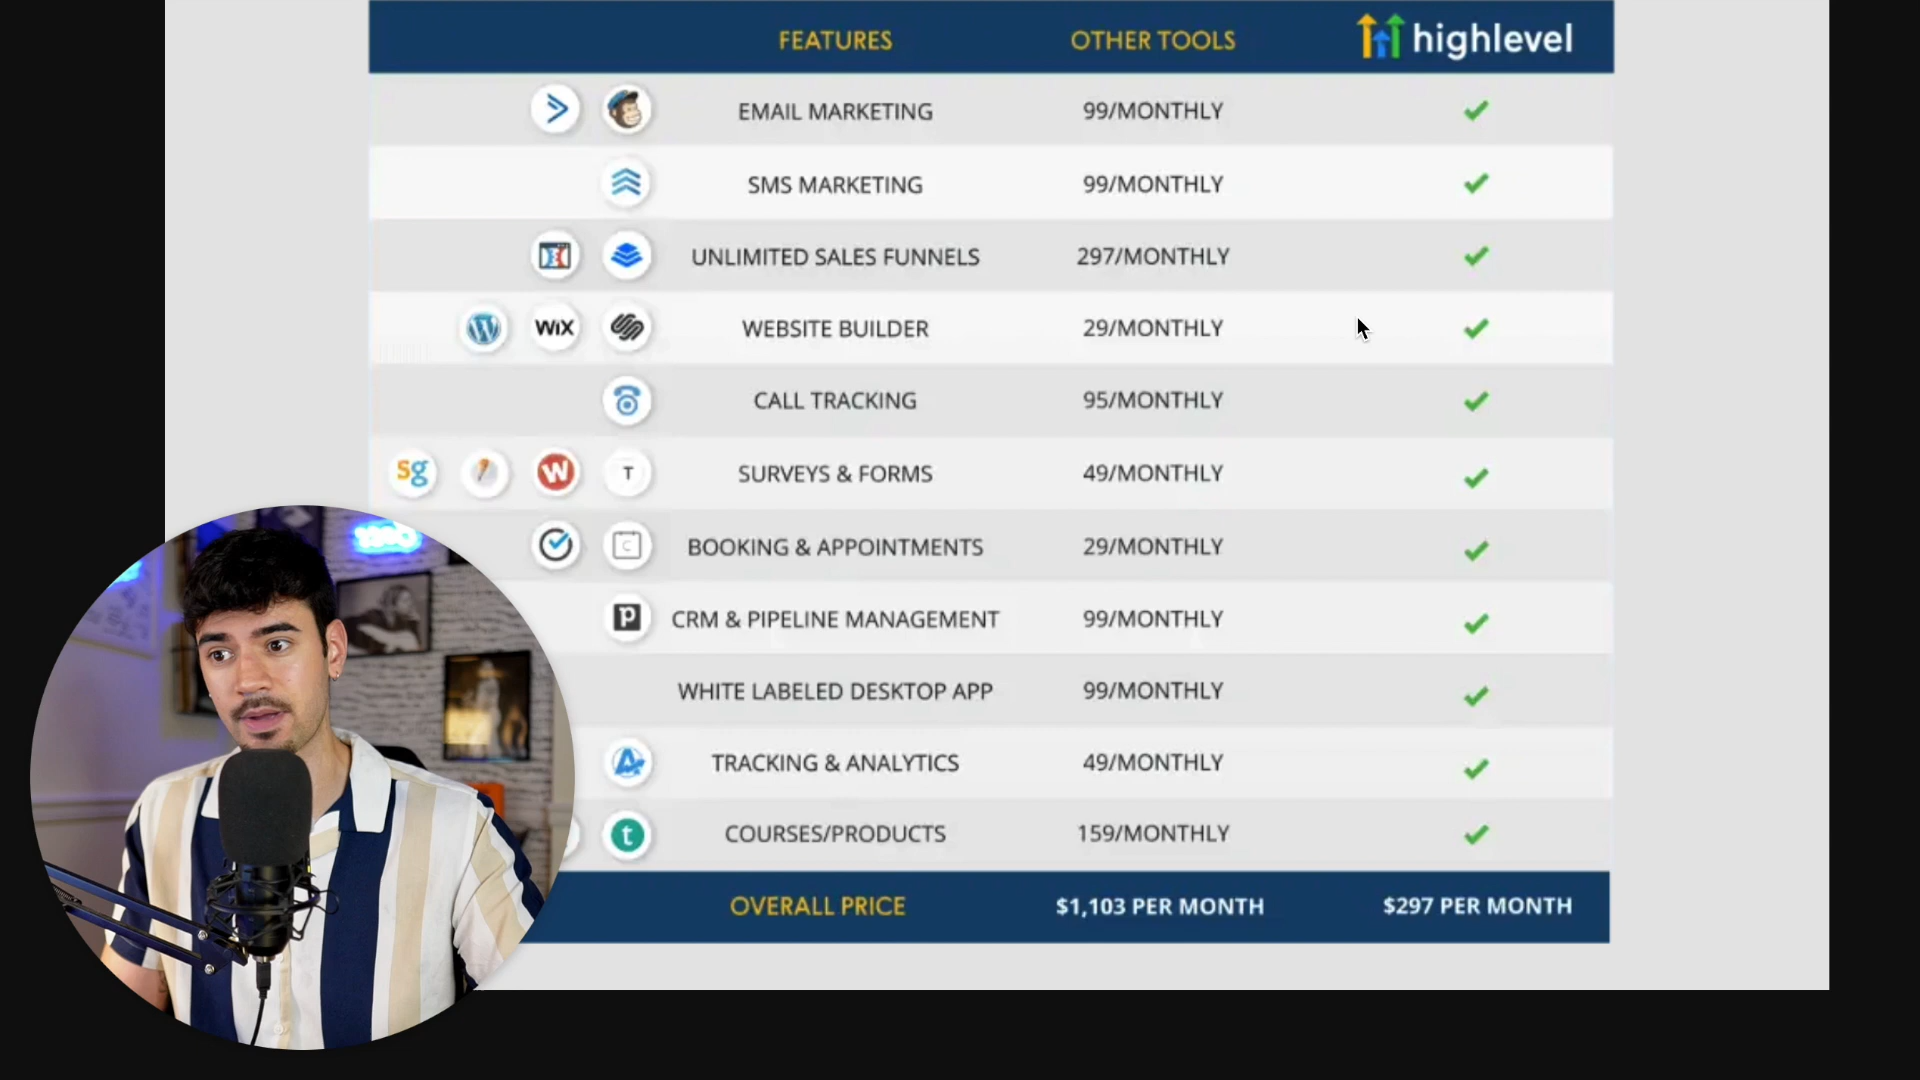 FEATURES OTHER TOOLS highlevel
EMAIL MARKETING 99/MONTHLY
SMS MARKETING 99/MONTHLY
UNLIMITED SALES FUNNELS 297/MONTHLY
W WiX WEBSITE BUILDER 29/MONTHLY
CALL TRACKING 95/MONTHLY
sg W T SURVEYS & FORMS 49/MONTHLY
C BOOKING & APPOINTMENTS 29/MONTHLY
p CRM & PIPELINE MANAGEMENT 99/MONTHLY
WHITE LABELED DESKTOP APP 99/MONTHLY
TRACKING & ANALYTICS 49/MONTHLY
t COURSES/PRODUCTS 159/MONTHLY
OVERALL PRICE $1,103 PER MONTH $297 PER MONTH